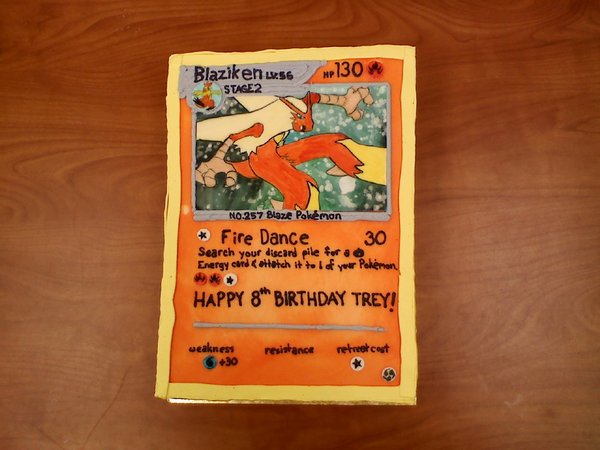 Blaziken LV.56 HP 130
STAGE2
NO.257 Blaze Pokémon
Fire Dance 30
Search your discard pile for a
Energy card & attatch it to 1 of your Pokémon.
HAPPY 8th BIRTHDAY TREY!
weakness resistance retreat cost
+30